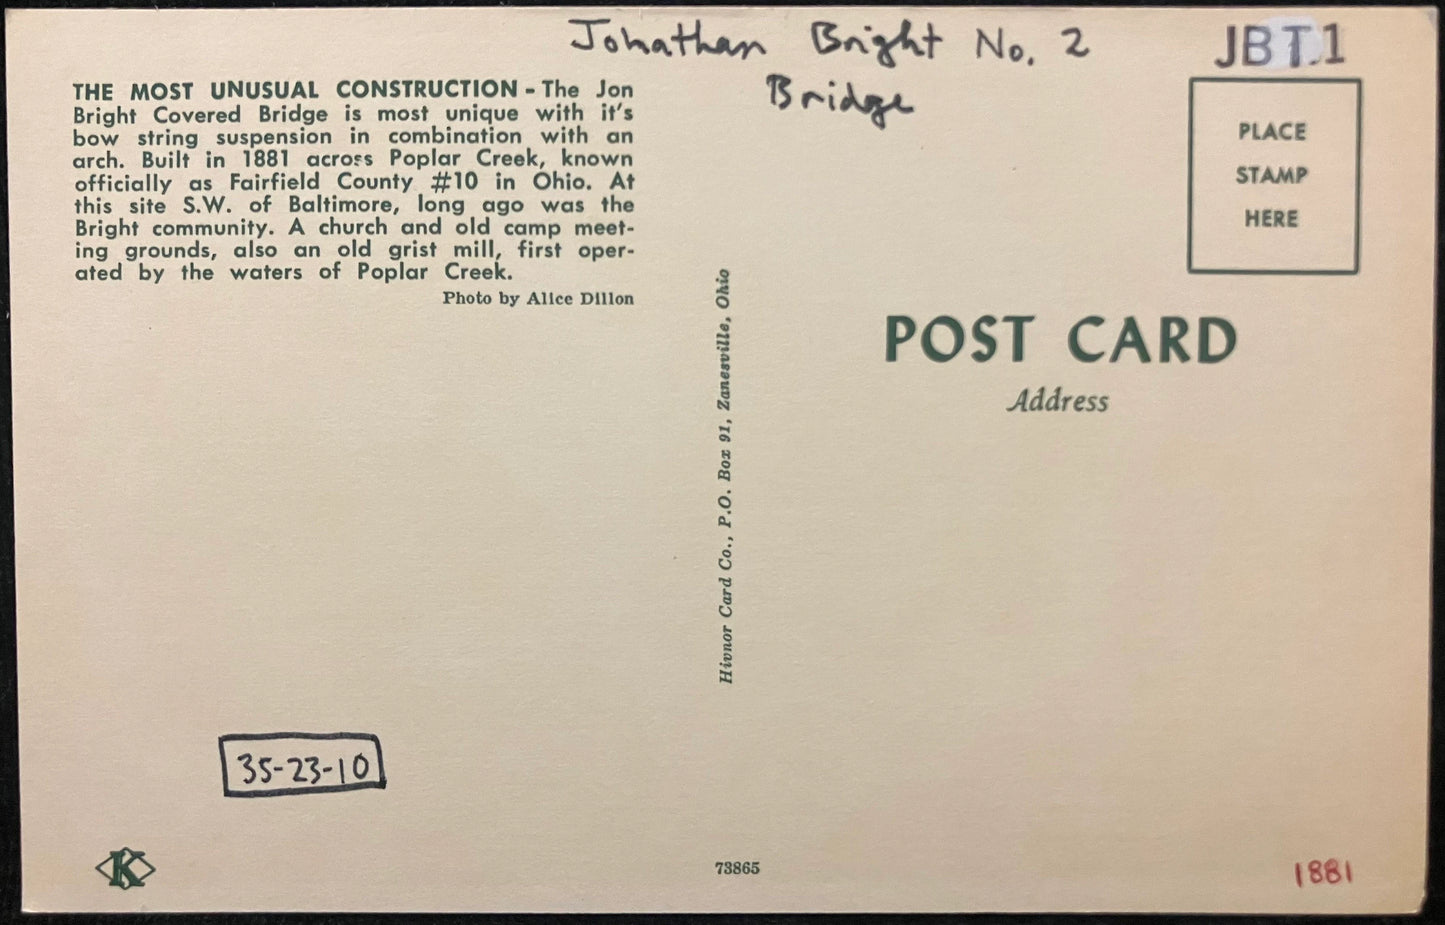 Jonathan Bright No. 2
Bridge
JBT.1
THE MOST UNUSUAL CONSTRUCTION - The Jon
Bright Covered Bridge is most unique with it's
bow string suspension in combination with an
arch. Built in 1881 across Poplar Creek, known
officially as Fairfield County #10 in Ohio. At
this site S.W. of Baltimore, long ago was the
Bright community. A church and old camp meet-
ing grounds, also an old grist mill, first oper-
ated by the waters of Poplar Creek.
Photo by Alice Dillon
Hivnor Card Co., P.O. Box 91, Zanesville, Ohio
PLACE
STAMP
HERE
POST CARD
Address
35-23-10
K
73865
1881